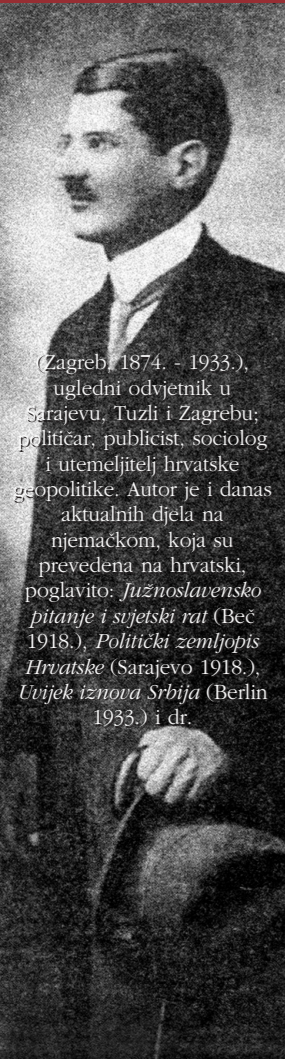 (Zagreb, 1874. - 1933.),
ugledni odvjetnik u
Sarajevu, Tuzli i Zagrebu;
političar, publicist, sociolog
i utemeljitelj hrvatske
geopolitike. Autor je i danas
aktualnih djela na
njemačkom, koja su
prevedena na hrvatski,
poglavito: Južnoslavensko
pitanje i svjetski rat (Beč
1918.), Politički zemljopis
Hrvatske (Sarajevo 1918.),
Uvijek iznova Srbija (Berlin
1933.) i dr.